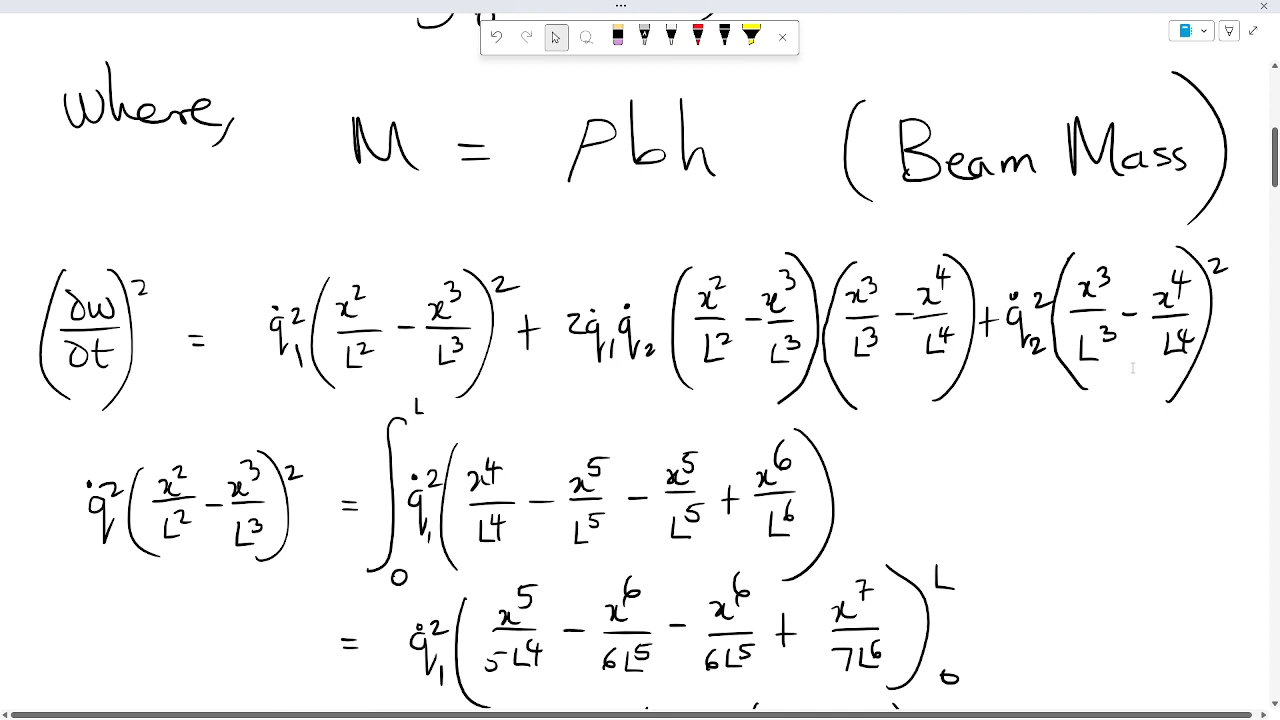 where,
M = ρbh (Beam Mass)
(∂w/∂t)² = q̇₁²(x²/L² − x³/L³)² + 2q̇₁q̇₂(x²/L² − x³/L³)(x³/L³ − x⁴/L⁴) + q̇₂²(x³/L³ − x⁴/L⁴)²
q̇²(x²/L² − x³/L³)² = ∫₀ᴸ q̇₁²(x⁴/L⁴ − x⁵/L⁵ − x⁵/L⁵ + x⁶/L⁶)
= q̇₁²(x⁵/5L⁴ − x⁶/6L⁵ − x⁶/6L⁵ + x⁷/7L⁶)₀ᴸ